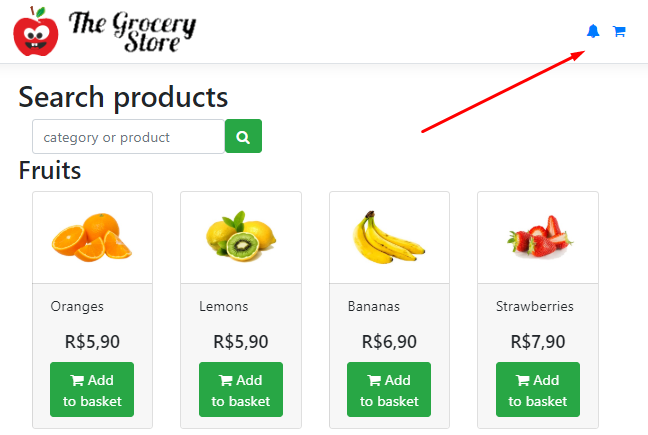 The Grocery
Store
Search products
category or product
Fruits
Oranges
Lemons
Bananas
Strawberries
R$5,90
R$5,90
R$6,90
R$7,90
Add
to basket
Add
to basket
Add
to basket
Add
to basket